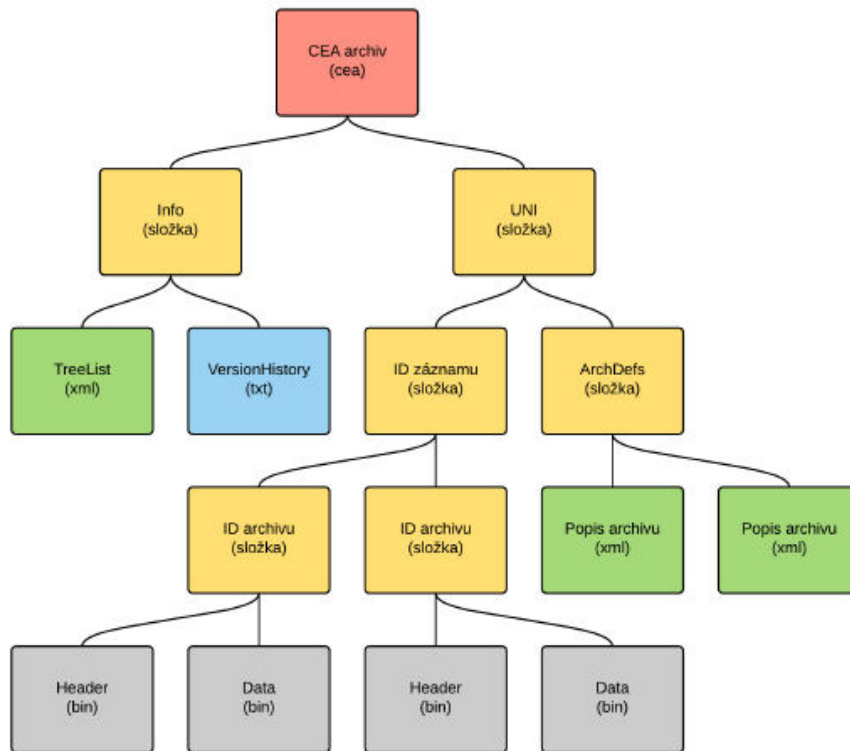 CEA archiv
(cea)
Info
(složka)
UNI
(složka)
TreeList
(xml)
VersionHistory
(txt)
ID záznamu
(složka)
ArchDefs
(složka)
ID archivu
(složka)
ID archivu
(složka)
Popis archivu
(xml)
Popis archivu
(xml)
Header
(bin)
Data
(bin)
Header
(bin)
Data
(bin)